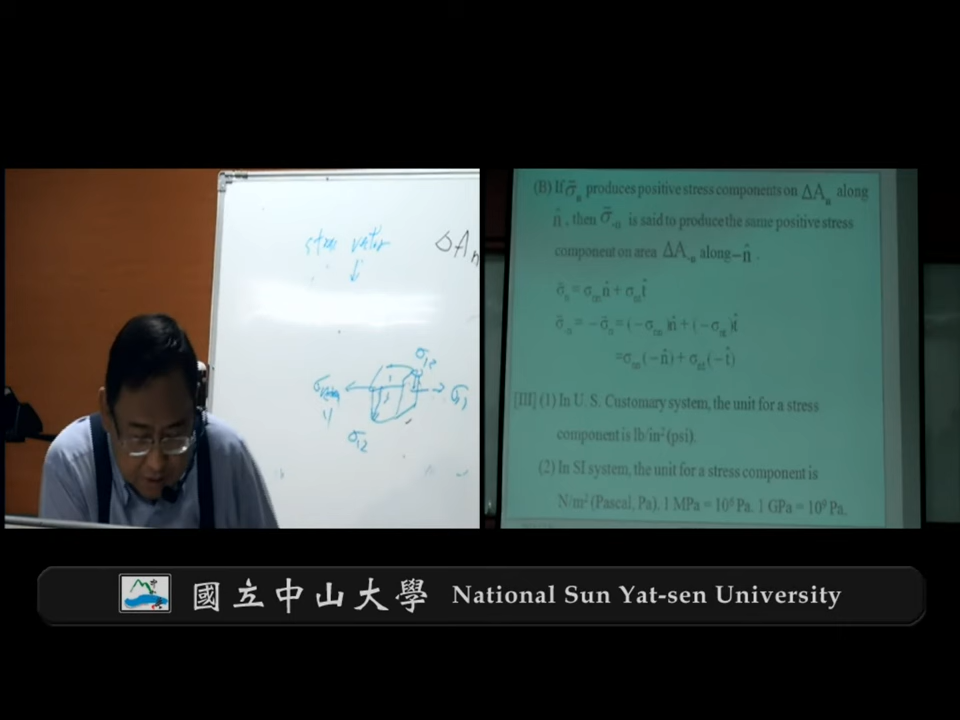 stress vector
↓
ΔAn
σ12
σ1
σ12
(B) If σ̄n produces positive stress components on ΔAn along
n̂, then σ̄-n is said to produce the same positive stress
component on area ΔA-n along -n̂.
σ̄n = σnn n̂ + σnt t̂
σ̄-n = -σ̄n = (-σnn)n̂ + (-σnt)t̂
=σnn(-n̂) + σnt(-t̂)
[III] (1) In U. S. Customary system, the unit for a stress
component is lb/in² (psi).
(2) In SI system, the unit for a stress component is
N/m² (Pascal, Pa). 1 MPa = 10⁶ Pa. 1 GPa = 10⁹ Pa.
國立中山大學 National Sun Yat-sen University